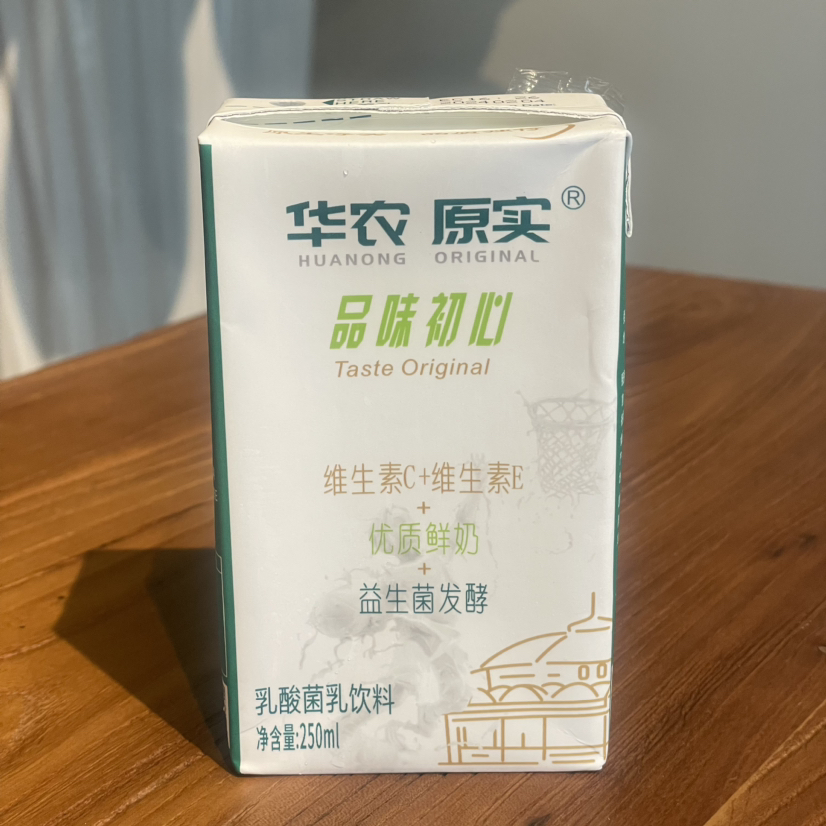 20240204
华农 原实®
HUANONG ORIGINAL
品味初心
Taste Original
维生素C+维生素E
+
优质鲜奶
+
益生菌发酵
乳酸菌乳饮料
净含量:250ml